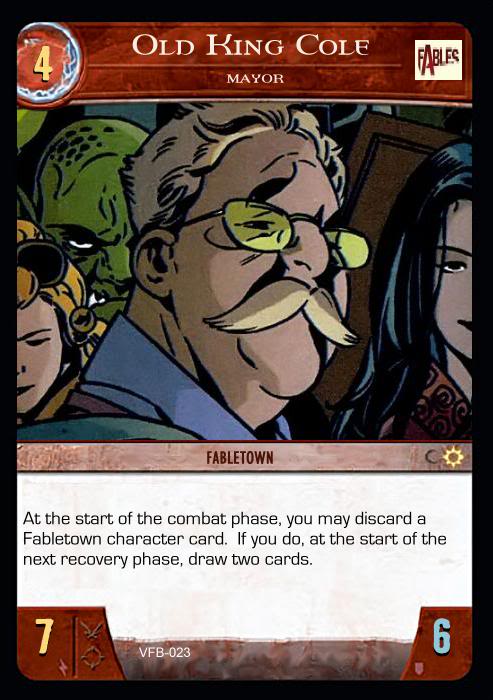 4
Old King Cole
FABLES
MAYOR
FABLETOWN
At the start of the combat phase, you may discard a
Fabletown character card. If you do, at the start of the
next recovery phase, draw two cards.
7
VFB-023
6